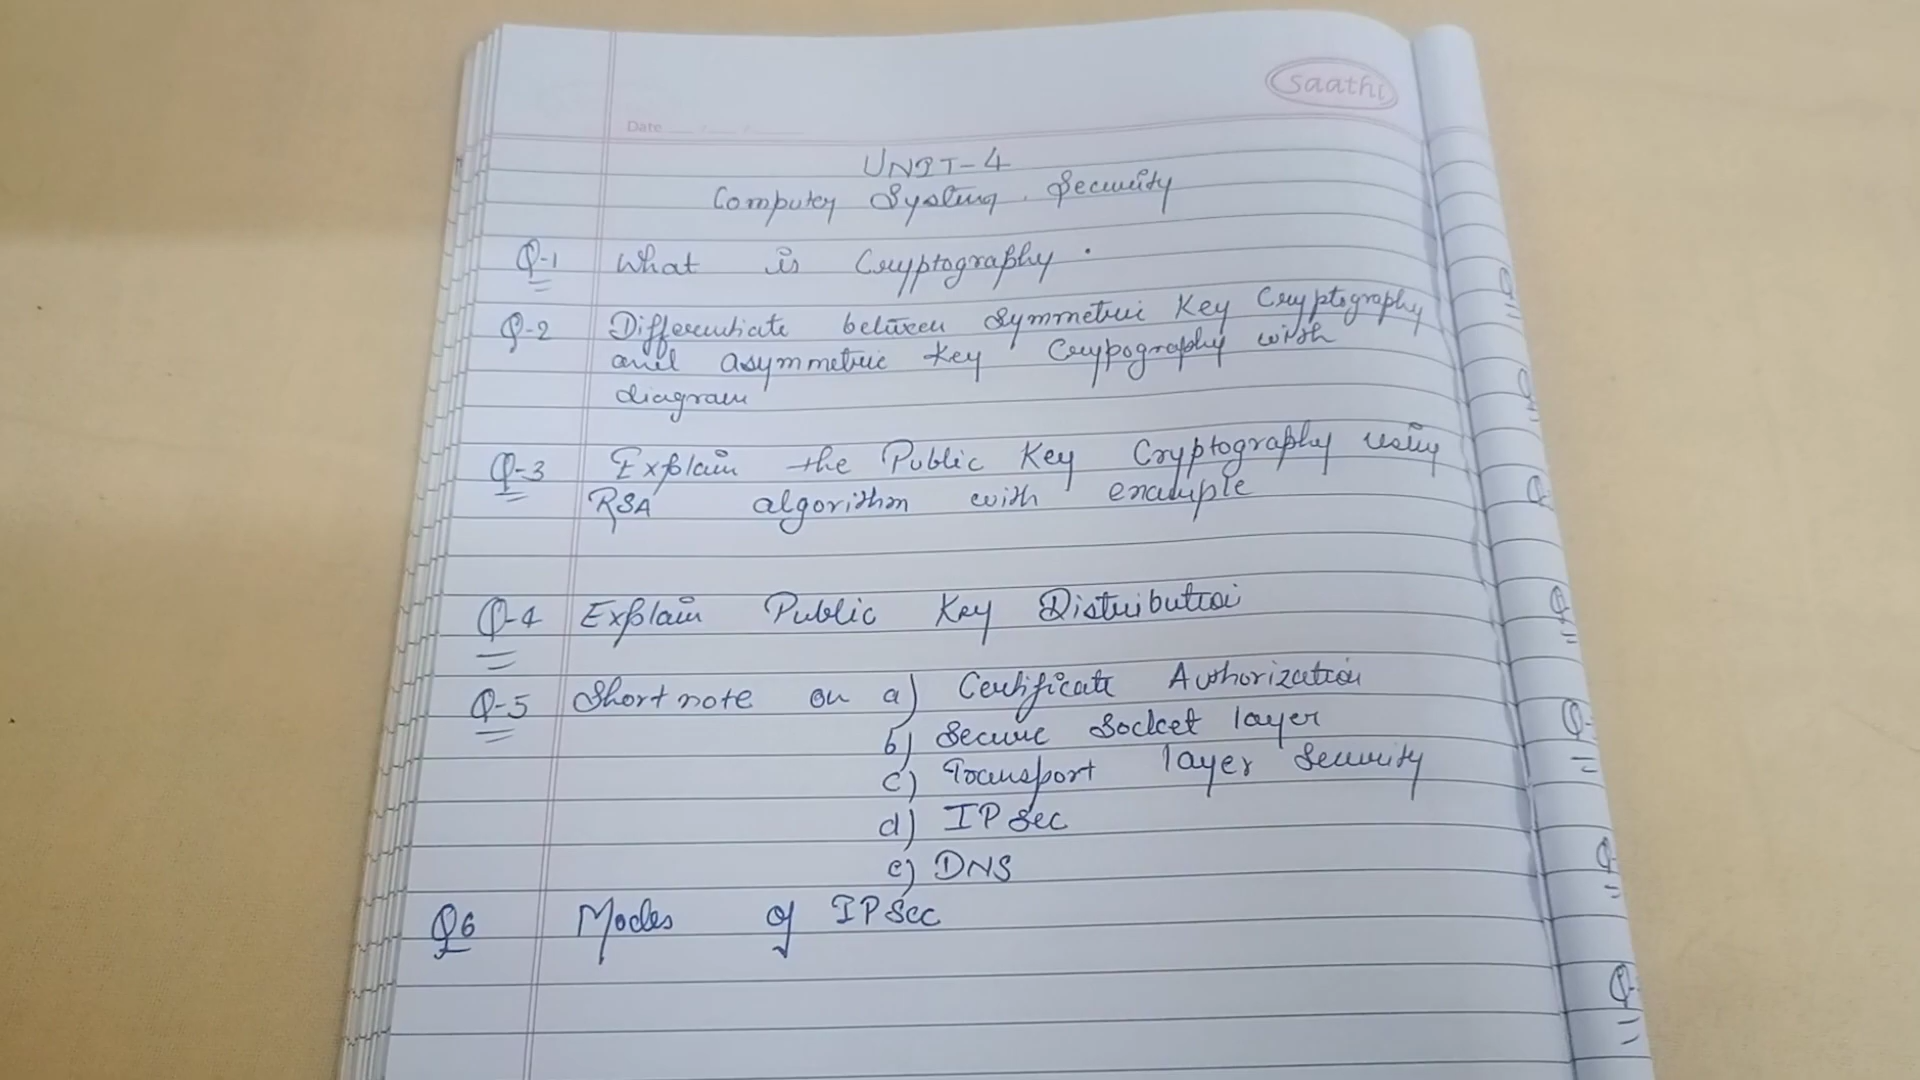 saathi
Date
UNIT-4
Computer System Security
Q-1 What is Cryptography.
Q-2 Differentiate between Symmetric Key Cryptography
and asymmetric key Crypography with
diagram
Q-3 Explain the Public Key Cryptography using
RSA algorithm with example
Q-4 Explain Public Key Distribution
Q-5 Short note on a) Certificate Authorization
b) Secure Socket layer
c) Transport layer Security
d) IP Sec
e) DNS
Q6 Modes of IP Sec